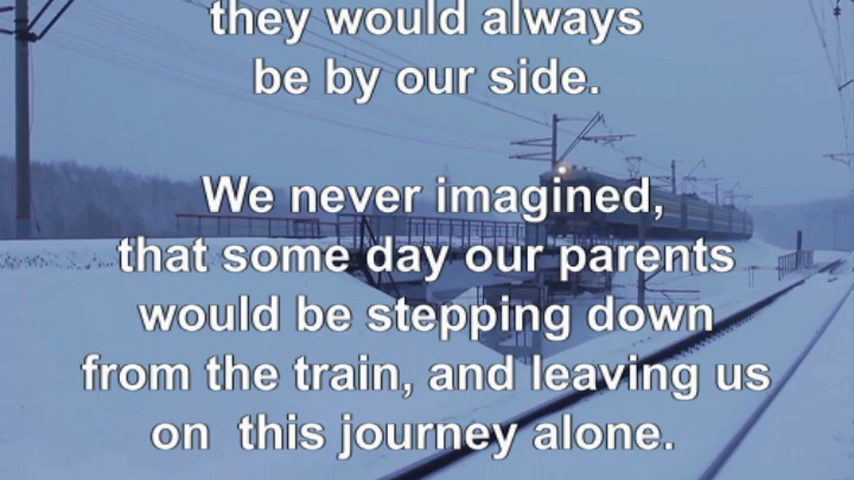 they would always
be by our side.
We never imagined,
that some day our parents
would be stepping down
from the train, and leaving us
on this journey alone.